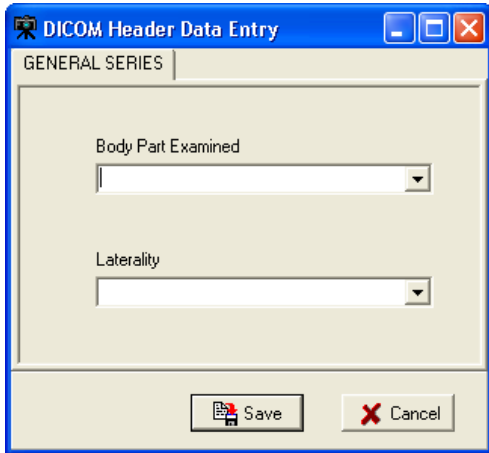 DICOM Header Data Entry
GENERAL SERIES
Body Part Examined
Laterality
Save
Cancel